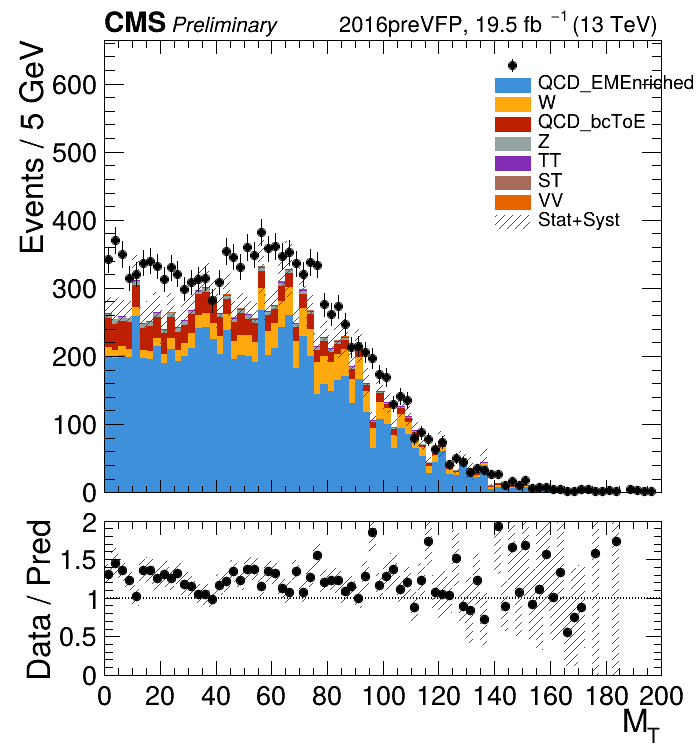 CMS Preliminary 2016preVFP, 19.5 fb⁻¹ (13 TeV)
Events / 5 GeV
600
500
400
300
200
100
0
QCD_EMEnriched
W
QCD_bcToE
Z
TT
ST
VV
Stat+Syst
Data / Pred
2
1.5
1
0.5
0
0 20 40 60 80 100 120 140 160 180 200
M_T